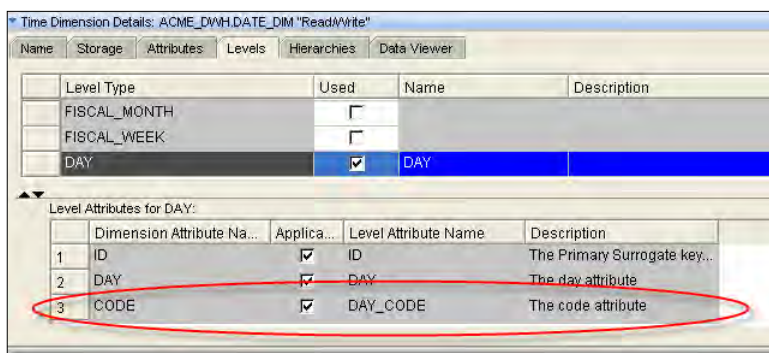 Time Dimension Details: ACME_DWH.DATE_DIM "Read/Write"
Name Storage Attributes Levels Hierarchies Data Viewer
Level Type Used Name Description
FISCAL_MONTH
FISCAL_WEEK
DAY DAY
Level Attributes for DAY:
Dimension Attribute Na... Applica... Level Attribute Name Description
1 ID ID The Primary Surrogate key...
2 DAY DAY The day attribute
3 CODE DAY_CODE The code attribute